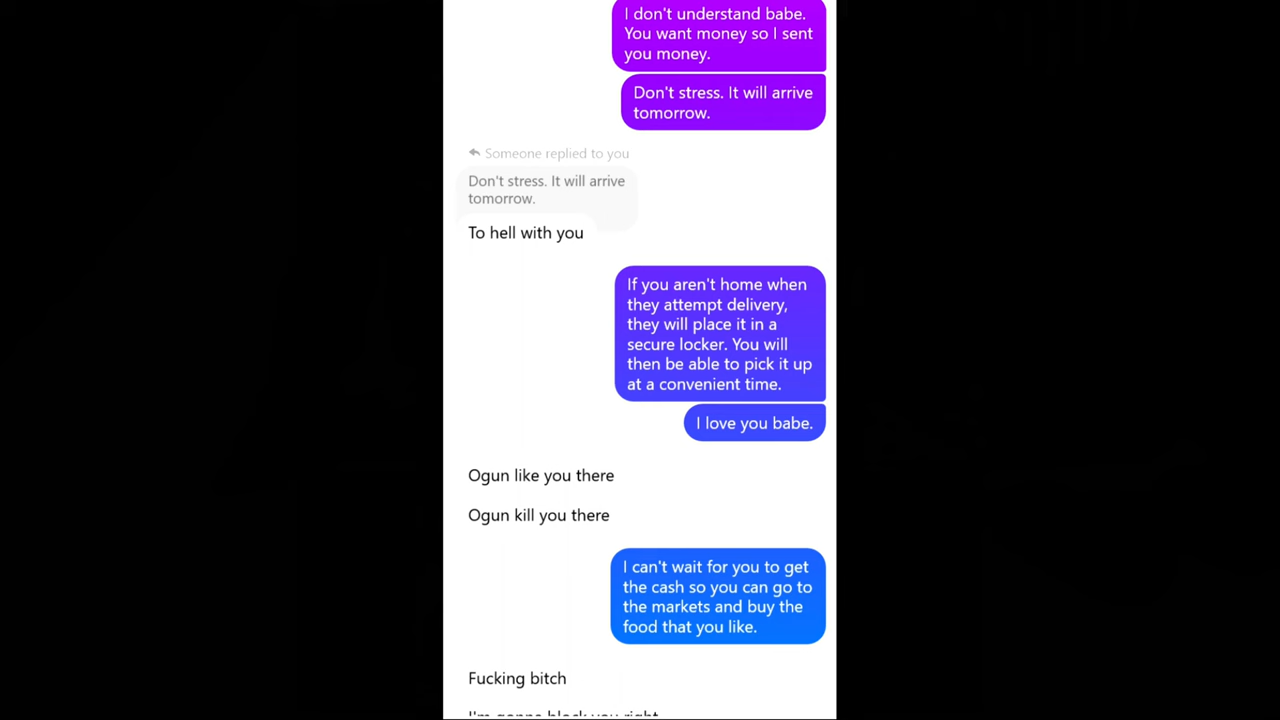 I don't understand babe.
You want money so I sent
you money.
Don't stress. It will arrive
tomorrow.
Someone replied to you
Don't stress. It will arrive
tomorrow.
To hell with you
If you aren't home when
they attempt delivery,
they will place it in a
secure locker. You will
then be able to pick it up
at a convenient time.
I love you babe.
Ogun like you there
Ogun kill you there
I can't wait for you to get
the cash so you can go to
the markets and buy the
food that you like.
Fucking bitch
I'm gonna block you right